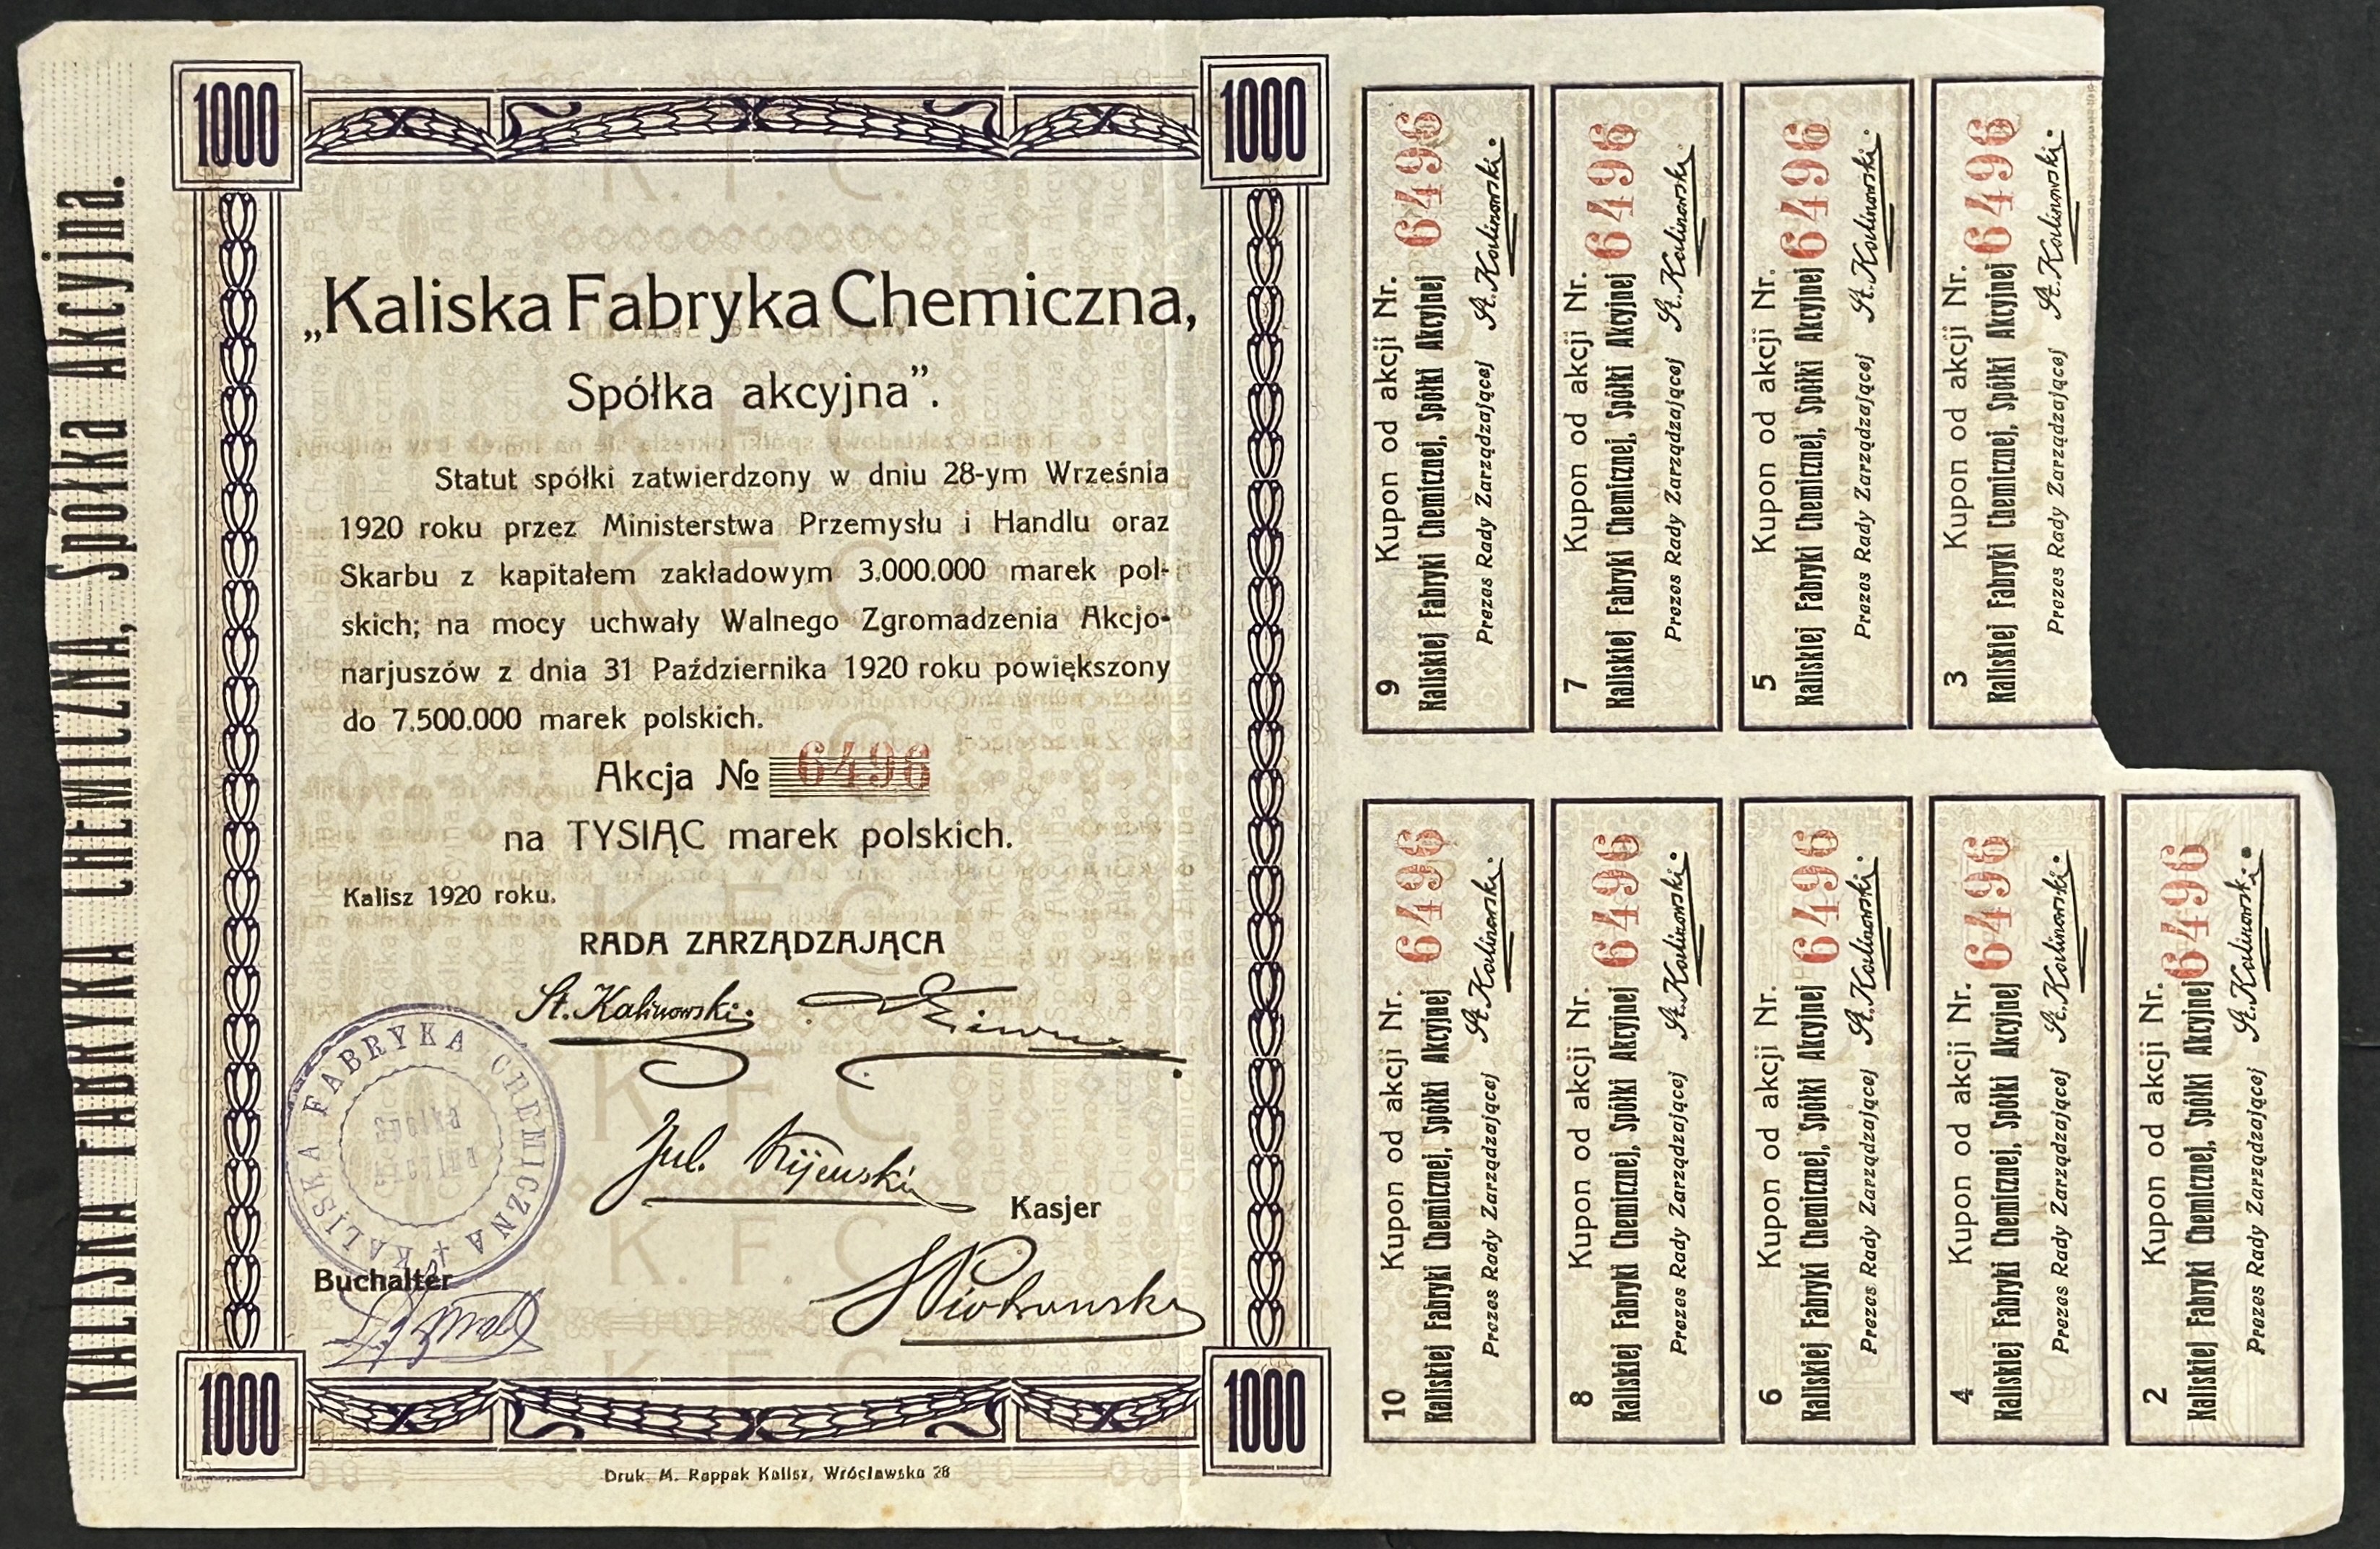 KALISKA FABRYKA CHEMICZNA, Spółka Akcyjna.
1000
1000
„Kaliska Fabryka Chemiczna,
Spółka akcyjna”.
Statut spółki zatwierdzony w dniu 28-ym Września
1920 roku przez Ministerstwa Przemysłu i Handlu oraz
Skarbu z kapitałem zakładowym 3.000.000 marek pol-
skich; na mocy uchwały Walnego Zgromadzenia Akcjo-
narjuszów z dnia 31 Października 1920 roku powiększony
do 7.500.000 marek polskich.
Akcja № 6496
na TYSIĄC marek polskich.
Kalisz 1920 roku.
RADA ZARZĄDZAJĄCA
St. Kalinowski
Jul. Kijewski
KALISKA FABRYKA CHEMICZNA
Kasjer
Buchalter
1000
1000
Druk. M. Rappak Kalisz, Wrócławska 28
9 Kupon od akcji Nr. 6496
Kaliskiej Fabryki Chemicznej, Spółki Akcyjnej
Prezes Rady Zarządzającej St. Kalinowski.
7 Kupon od akcji Nr. 6496
Kaliskiej Fabryki Chemicznej, Spółki Akcyjnej
Prezes Rady Zarządzającej St. Kalinowski.
5 Kupon od akcji Nr. 6496
Kaliskiej Fabryki Chemicznej, Spółki Akcyjnej
Prezes Rady Zarządzającej St. Kalinowski.
3 Kupon od akcji Nr. 6496
Kaliskiej Fabryki Chemicznej, Spółki Akcyjnej
Prezes Rady Zarządzającej St. Kalinowski.
10 Kupon od akcji Nr. 6496
Kaliskiej Fabryki Chemicznej, Spółki Akcyjnej
Prezes Rady Zarządzającej St. Kalinowski.
8 Kupon od akcji Nr. 6496
Kaliskiej Fabryki Chemicznej, Spółki Akcyjnej
Prezes Rady Zarządzającej St. Kalinowski.
6 Kupon od akcji Nr. 6496
Kaliskiej Fabryki Chemicznej, Spółki Akcyjnej
Prezes Rady Zarządzającej St. Kalinowski.
4 Kupon od akcji Nr. 6496
Kaliskiej Fabryki Chemicznej, Spółki Akcyjnej
Prezes Rady Zarządzającej St. Kalinowski.
2 Kupon od akcji Nr. 6496
Kaliskiej Fabryki Chemicznej, Spółki Akcyjnej
Prezes Rady Zarządzającej St. Kalinowski.